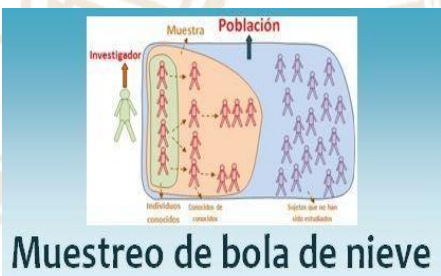 Muestra
Población
Investigador
Individuos
conocidos
Conocidos de
conocidos
Sujetos que no han
sido estudiados
Muestreo de bola de nieve